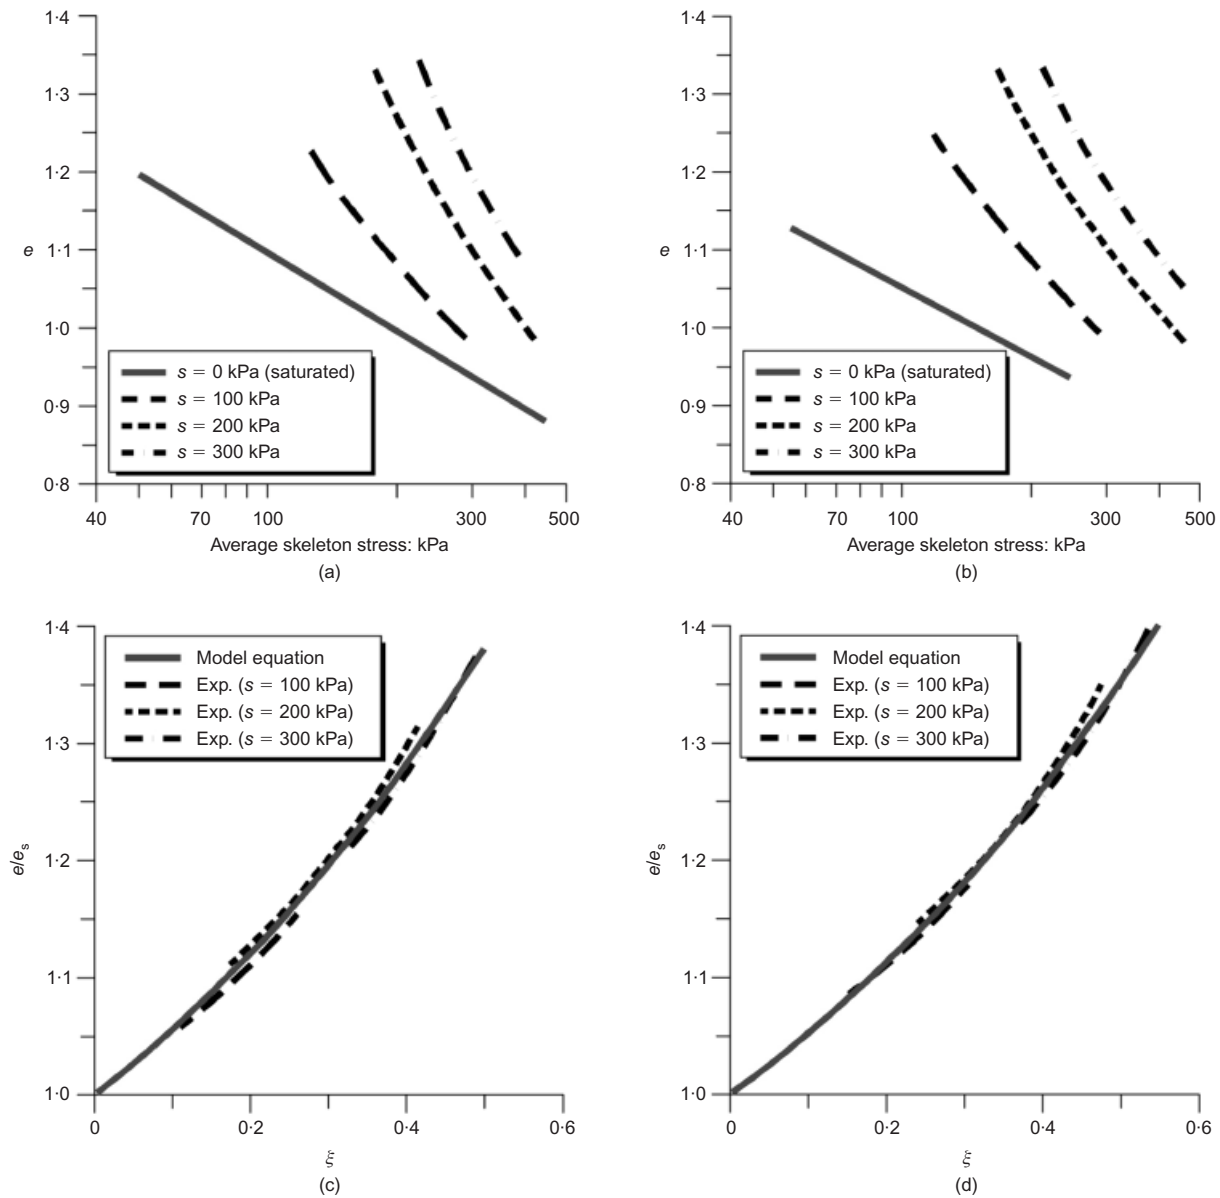 1·4
1·3
1·2
1·1
1·0
0·9
0·8
e
s = 0 kPa (saturated)
s = 100 kPa
s = 200 kPa
s = 300 kPa
40
70
100
300
500
Average skeleton stress: kPa
(a)
1·4
1·3
1·2
1·1
1·0
0·9
0·8
e
s = 0 kPa (saturated)
s = 100 kPa
s = 200 kPa
s = 300 kPa
40
70
100
300
500
Average skeleton stress: kPa
(b)
1·4
1·3
1·2
1·1
1·0
e/es
Model equation
Exp. (s = 100 kPa)
Exp. (s = 200 kPa)
Exp. (s = 300 kPa)
0
0·2
0·4
0·6
ξ
(c)
1·4
1·3
1·2
1·1
1·0
e/es
Model equation
Exp. (s = 100 kPa)
Exp. (s = 200 kPa)
Exp. (s = 300 kPa)
0
0·2
0·4
0·6
ξ
(d)